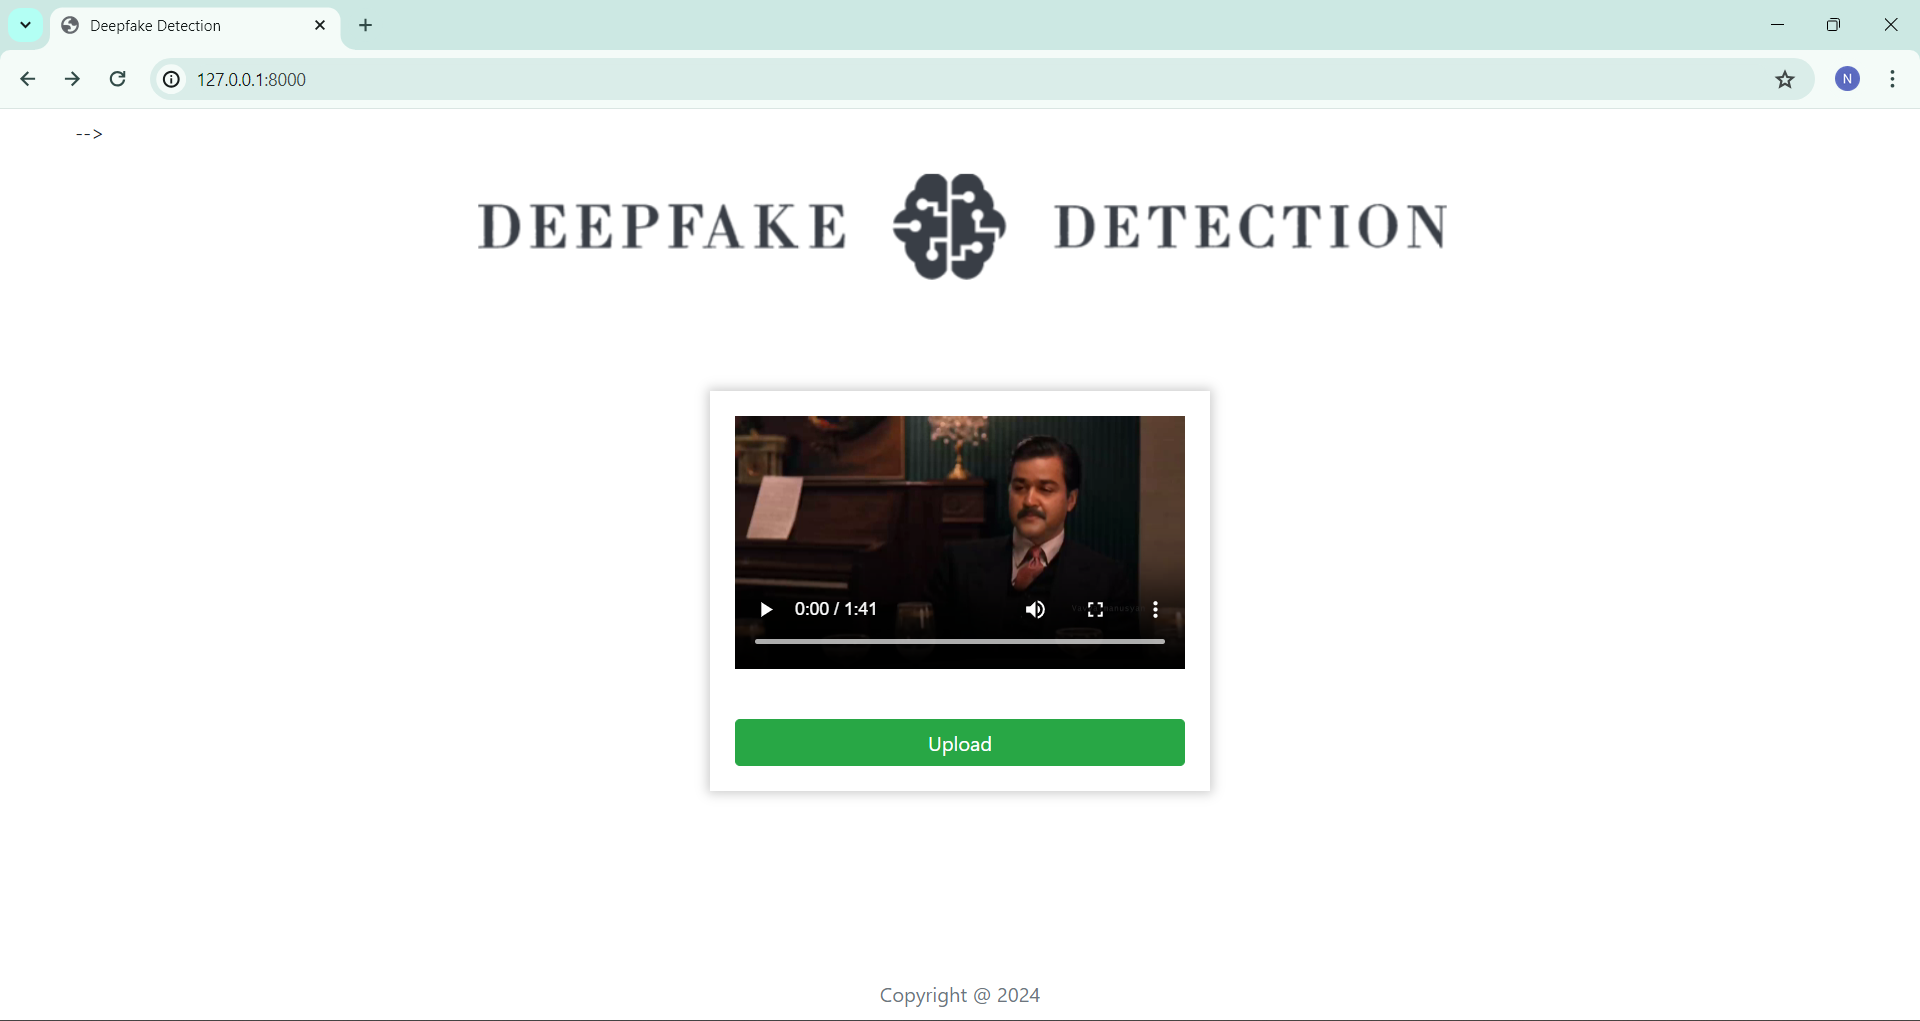 Deepfake Detection
127.0.0.1:8000
N
-->
DEEPFAKE DETECTION
0:00 / 1:41
Upload
Copyright @ 2024